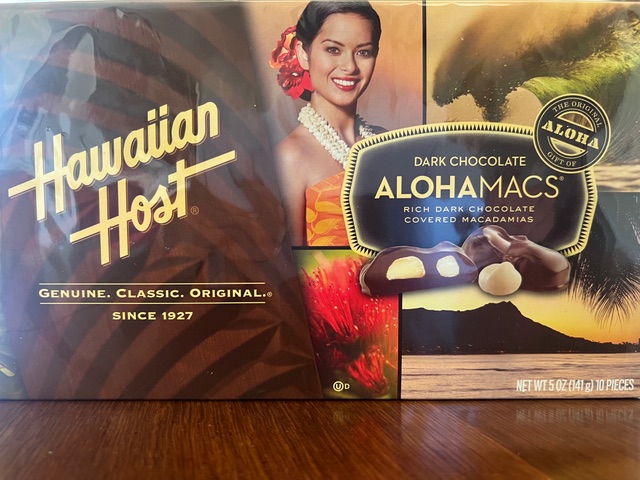 Hawaiian
Host®
GENUINE. CLASSIC. ORIGINAL.®
SINCE 1927
THE ORIGINAL
ALOHA
GIFT OF
DARK CHOCOLATE
ALOHAMACS®
RICH DARK CHOCOLATE
COVERED MACADAMIAS
U D
NET WT 5 OZ (141 g) 10 PIECES